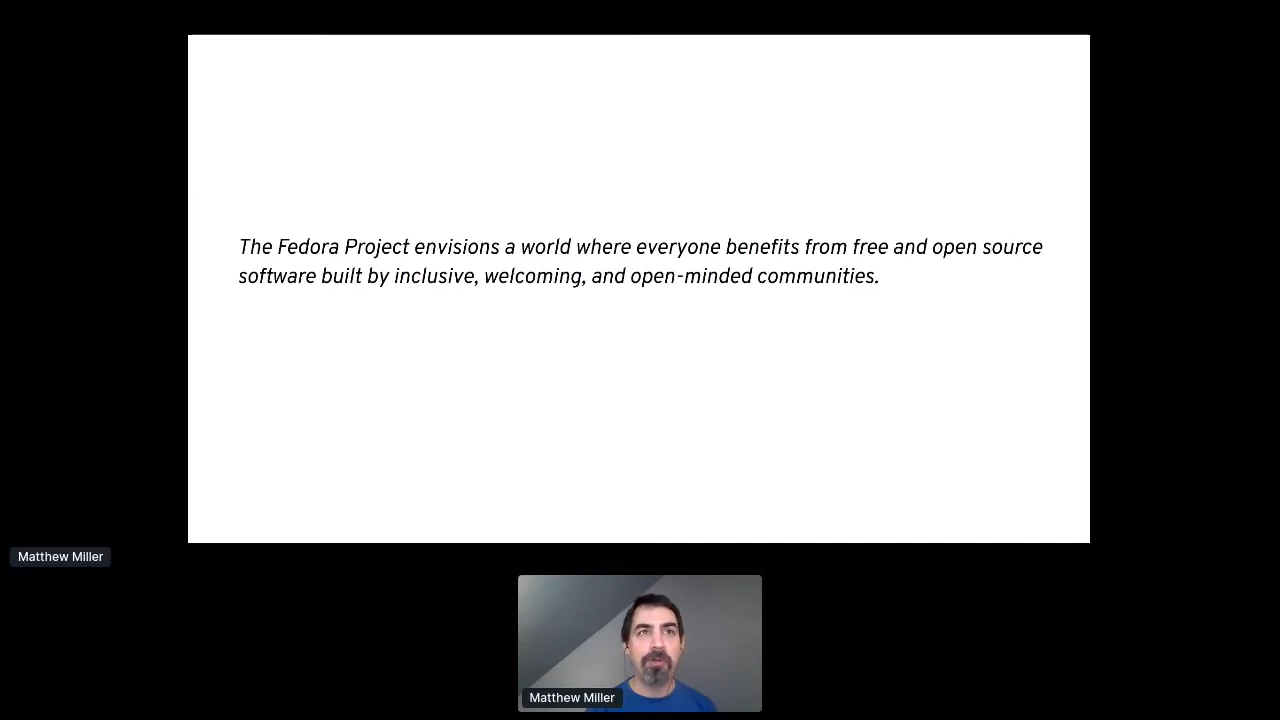 The Fedora Project envisions a world where everyone benefits from free and open source
software built by inclusive, welcoming, and open-minded communities.
Matthew Miller
Matthew Miller